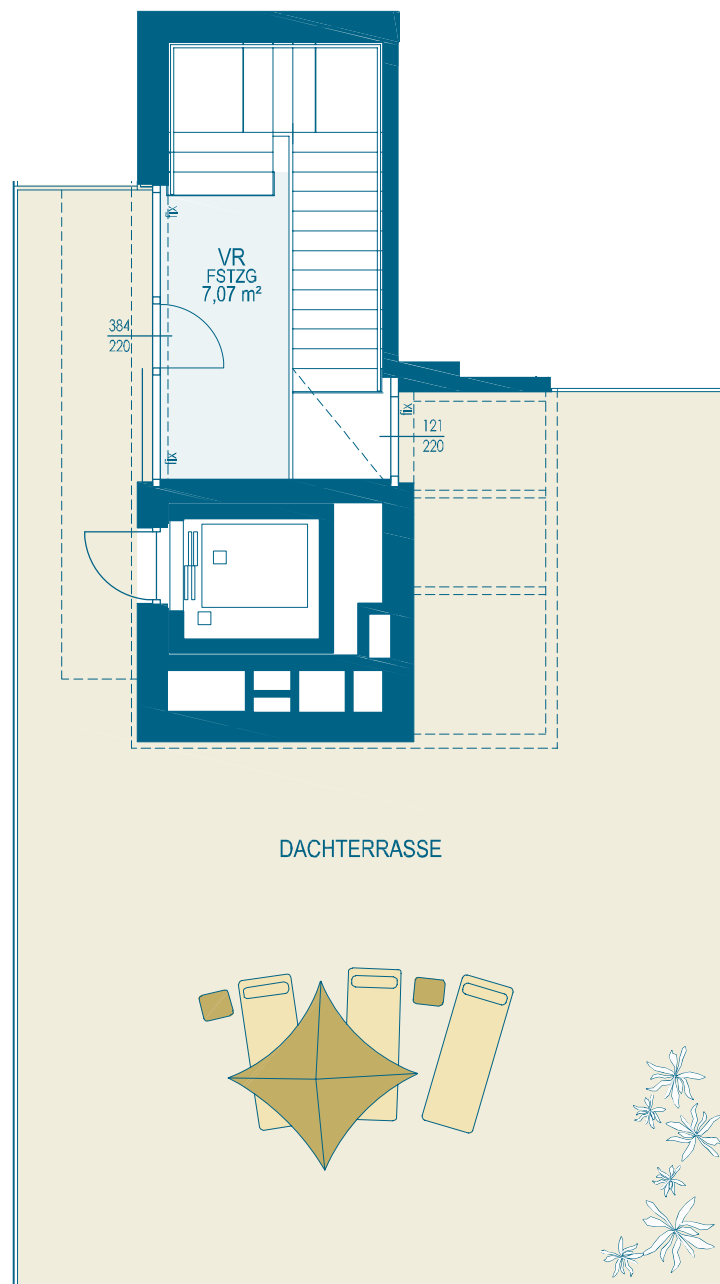 fix
VR
FSTZG
7,07 m²
384
220
fix
121
220
fix
DACHTERRASSE